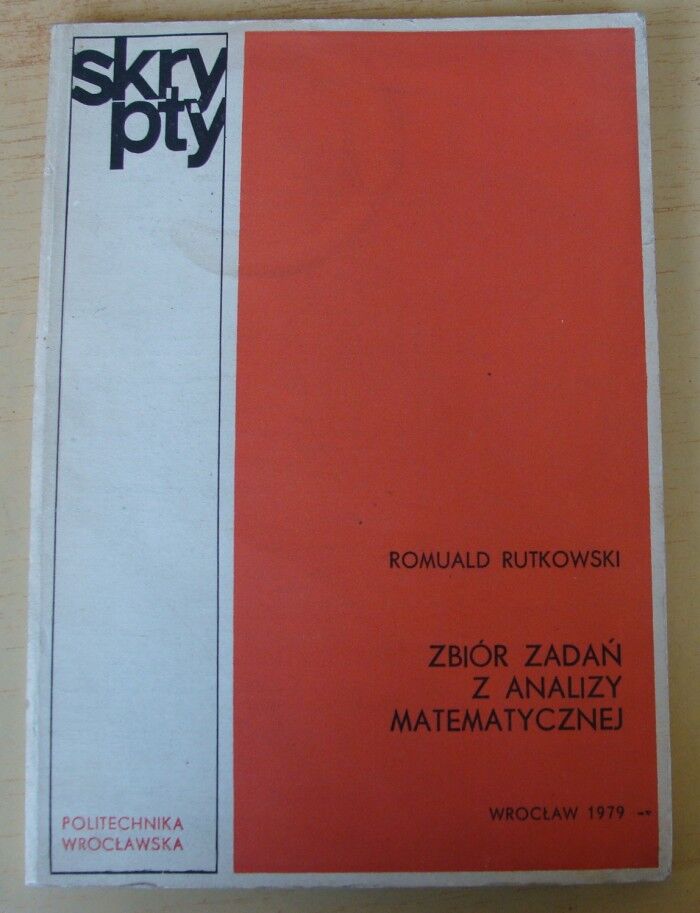 skry
pty
ROMUALD RUTKOWSKI
ZBIÓR ZADAŃ
Z ANALIZY
MATEMATYCZNEJ
WROCŁAW 1979
POLITECHNIKA
WROCŁAWSKA